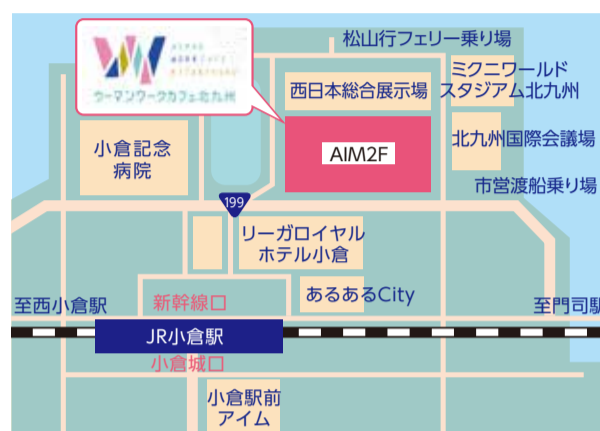 松山行フェリー乗り場
WOMAN
WORK CAFE
KITAKYUSHU
ウーマンワークカフェ北九州
西日本総合展示場
ミクニワールド
スタジアム北九州
小倉記念
病院
AIM2F
北九州国際会議場
市営渡船乗り場
199
リーガロイヤル
ホテル小倉
あるあるCity
至西小倉駅
新幹線口
至門司駅
JR小倉駅
小倉城口
小倉駅前
アイム